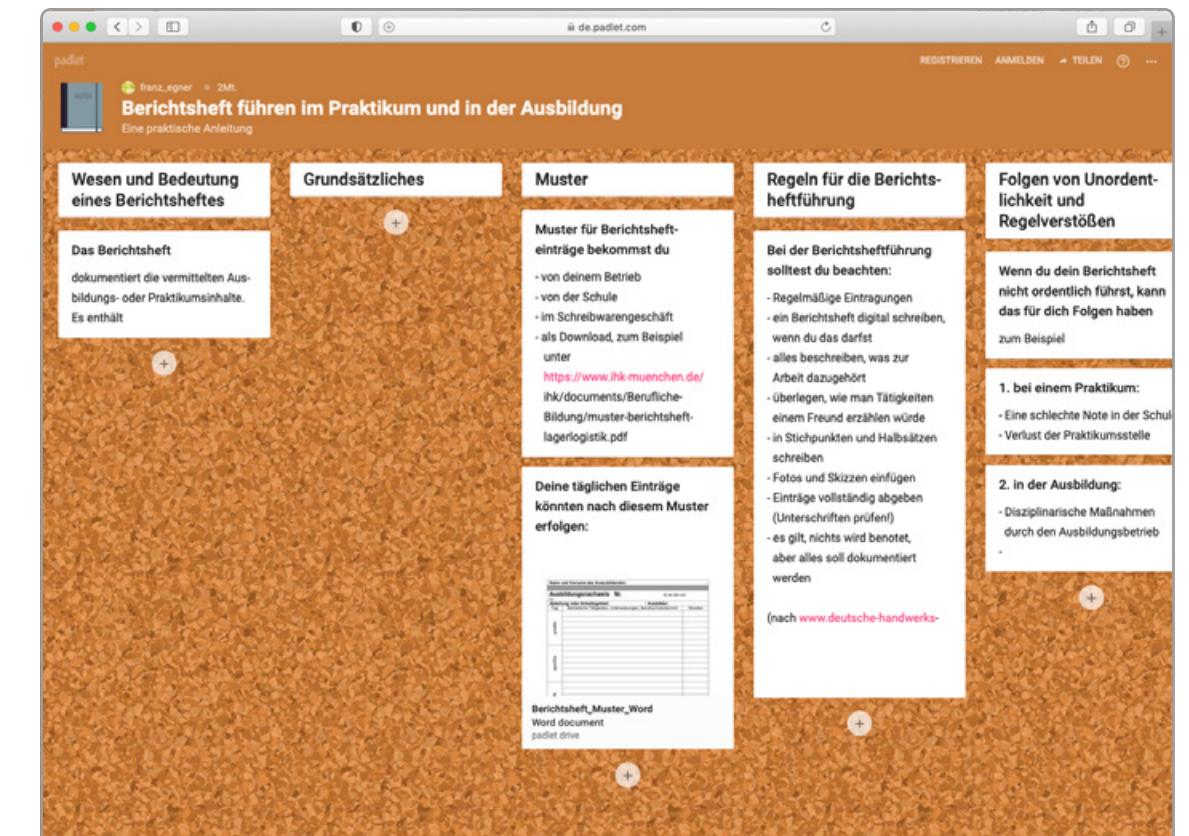 de.padlet.com
padlet
REGISTRIEREN ANMELDEN TEILEN
franz_egner 2Mt.
Berichtsheft führen im Praktikum und in der Ausbildung
Eine praktische Anleitung
Wesen und Bedeutung
eines Berichtsheftes
Das Berichtsheft
dokumentiert die vermittelten Aus-
bildungs- oder Praktikumsinhalte.
Es enthält
Grundsätzliches
Muster
Muster für Berichtsheft-
einträge bekommst du
- von deinem Betrieb
- von der Schule
- im Schreibwarengeschäft
- als Download, zum Beispiel
unter
https://www.ihk-muenchen.de/
ihk/documents/Berufliche-
Bildung/muster-berichtsheft-
lagerlogistik.pdf
Deine täglichen Einträge
könnten nach diesem Muster
erfolgen:
Name und Vorname des Auszubildenden:
Ausbildungsnachweis Nr.
Berichtsheft_Muster_Word
Word document
padlet drive
Regeln für die Berichts-
heftführung
Bei der Berichtsheftführung
solltest du beachten:
- Regelmäßige Eintragungen
- ein Berichtsheft digital schreiben,
wenn du das darfst
- alles beschreiben, was zur
Arbeit dazugehört
- überlegen, wie man Tätigkeiten
einem Freund erzählen würde
- in Stichpunkten und Halbsätzen
schreiben
- Fotos und Skizzen einfügen
- Einträge vollständig abgeben
(Unterschriften prüfen!)
- es gilt, nichts wird benotet,
aber alles soll dokumentiert
werden
(nach www.deutsche-handwerks-
Folgen von Unordent-
lichkeit und
Regelverstößen
Wenn du dein Berichtsheft
nicht ordentlich führst, kann
das für dich Folgen haben
zum Beispiel
1. bei einem Praktikum:
- Eine schlechte Note in der Schul
- Verlust der Praktikumsstelle
2. in der Ausbildung:
- Disziplinarische Maßnahmen
durch den Ausbildungsbetrieb
-